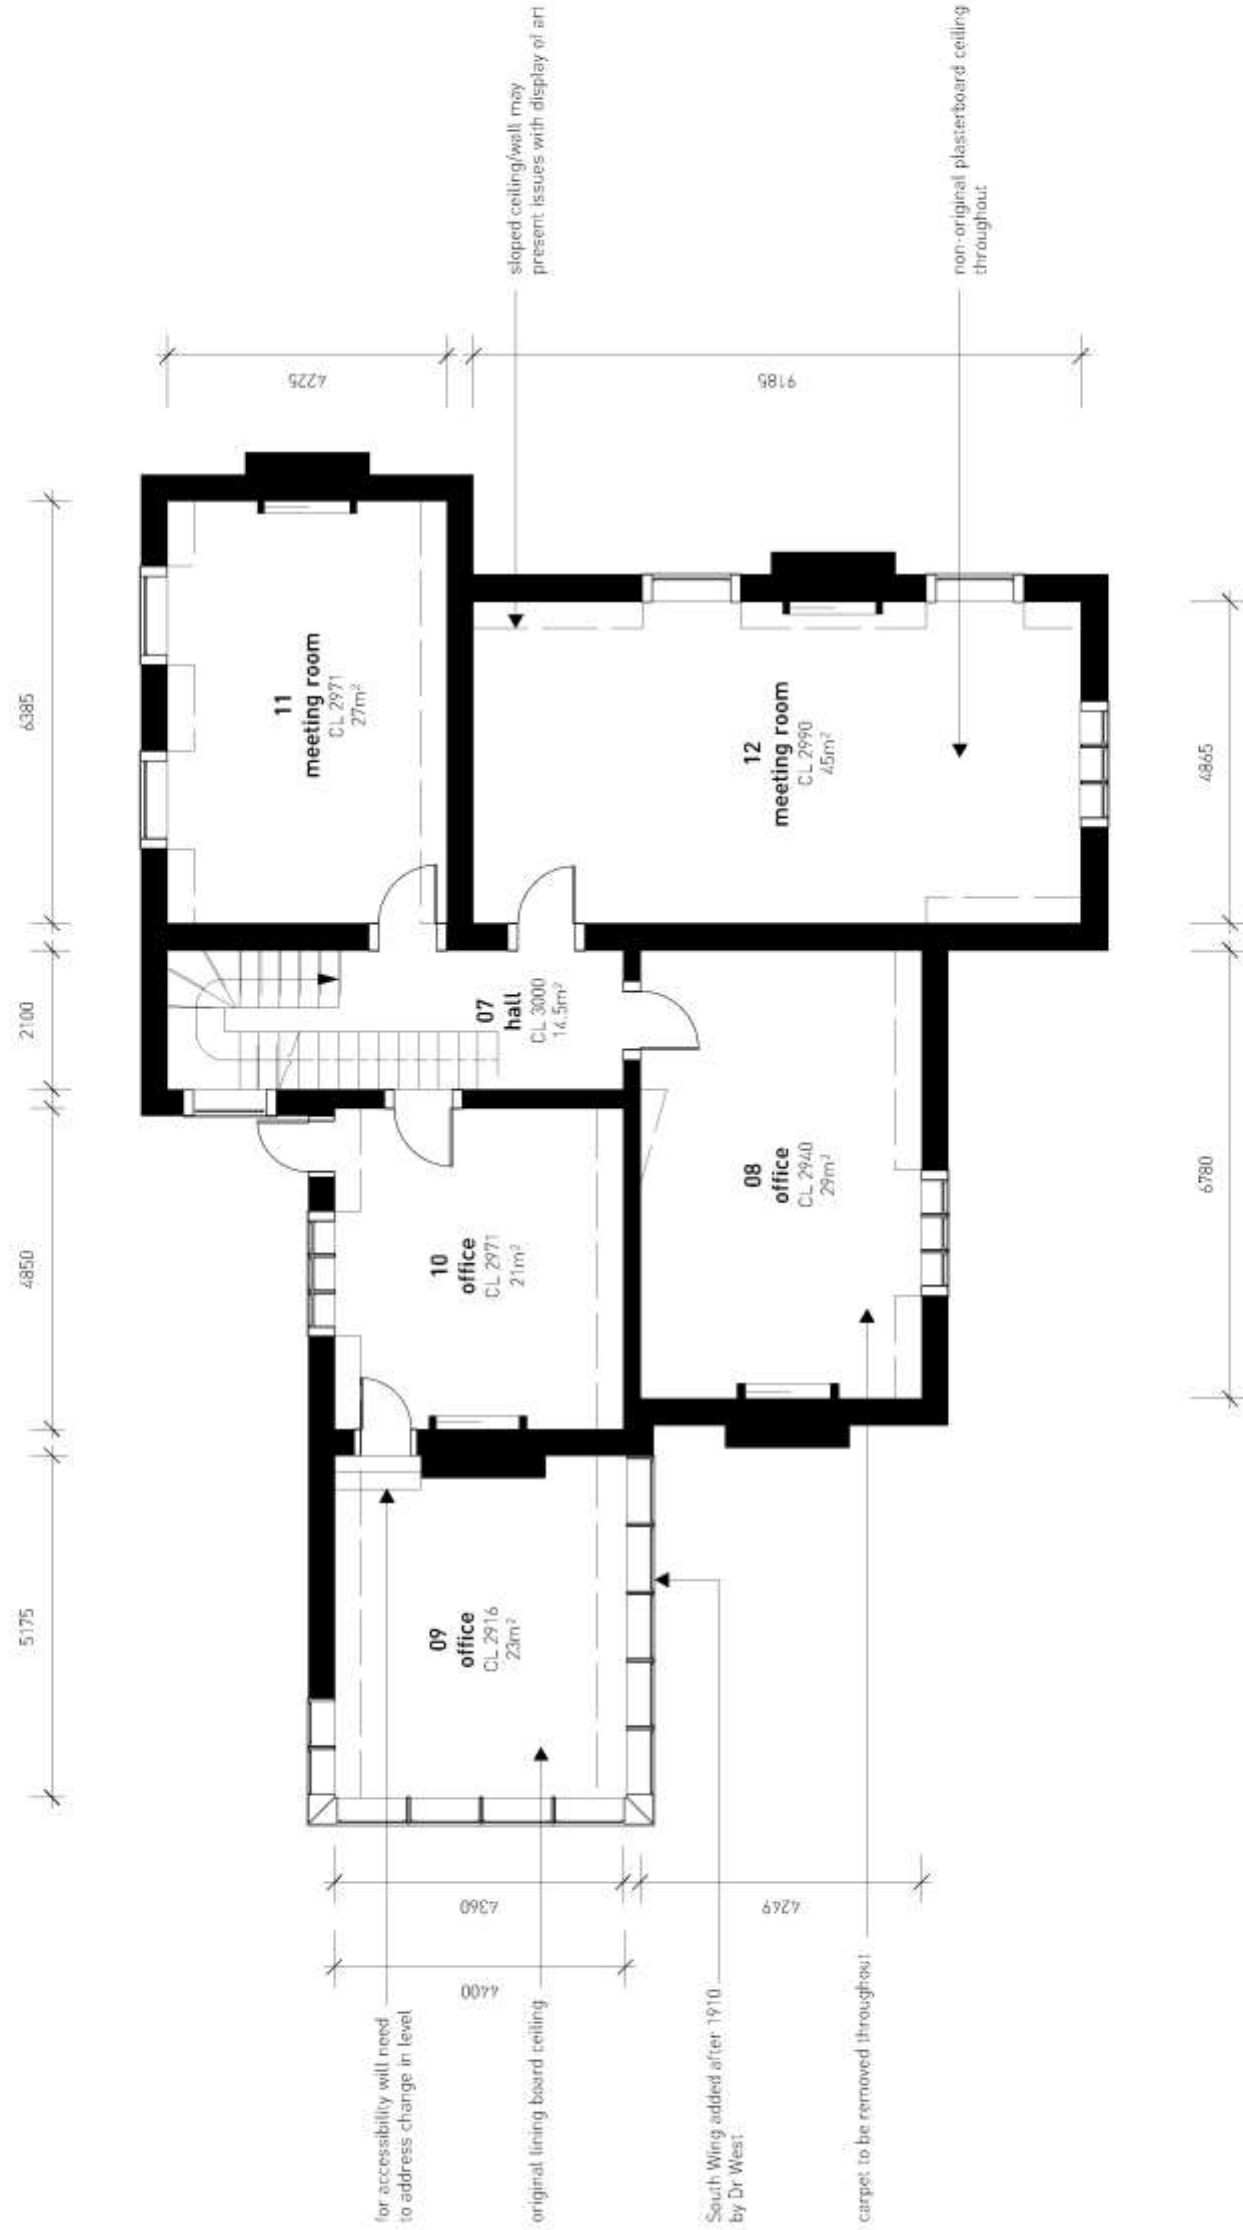 sloped ceiling/wall may
present issues with display of art
non-original plasterboard ceiling
throughout
4225
9185
6385
2100
4850
5175
4865
6780
4360
4400
4249
11
meeting room
CL 2971
27m²
12
meeting room
CL 2990
45m²
07
hall
CL 3000
14.5m²
08
office
CL 2940
29m²
10
office
CL 2971
21m²
09
office
CL 2916
23m²
for accessibility will need
to address change in level
original lining board ceiling
South Wing added after 1910
by Dr West
carpet to be removed throughout